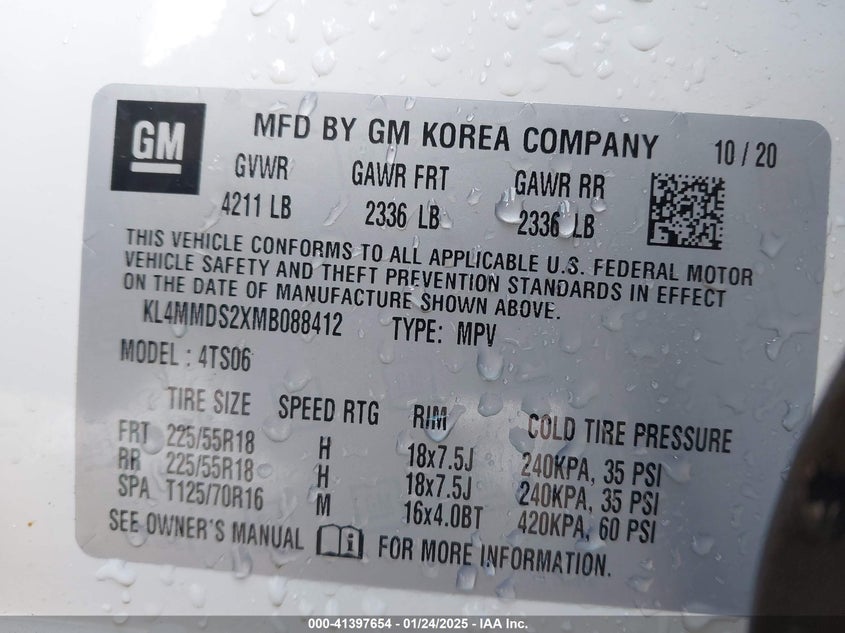 GM
MFD BY GM KOREA COMPANY 10 / 20
GVWR GAWR FRT GAWR RR
4211 LB 2336 LB 2336 LB
THIS VEHICLE CONFORMS TO ALL APPLICABLE U.S. FEDERAL MOTOR
VEHICLE SAFETY AND THEFT PREVENTION STANDARDS IN EFFECT
ON THE DATE OF MANUFACTURE SHOWN ABOVE.
KL4MMDS2XMB088412 TYPE: MPV
MODEL : 4TS06
TIRE SIZE SPEED RTG RIM COLD TIRE PRESSURE
FRT 225/55R18 H 18x7.5J 240KPA, 35 PSI
RR 225/55R18 H 18x7.5J 240KPA, 35 PSI
SPA T125/70R16 M 16x4.0BT 420KPA, 60 PSI
SEE OWNER'S MANUAL i FOR MORE INFORMATION.
000-41397654 - 01/24/2025 - IAA Inc.